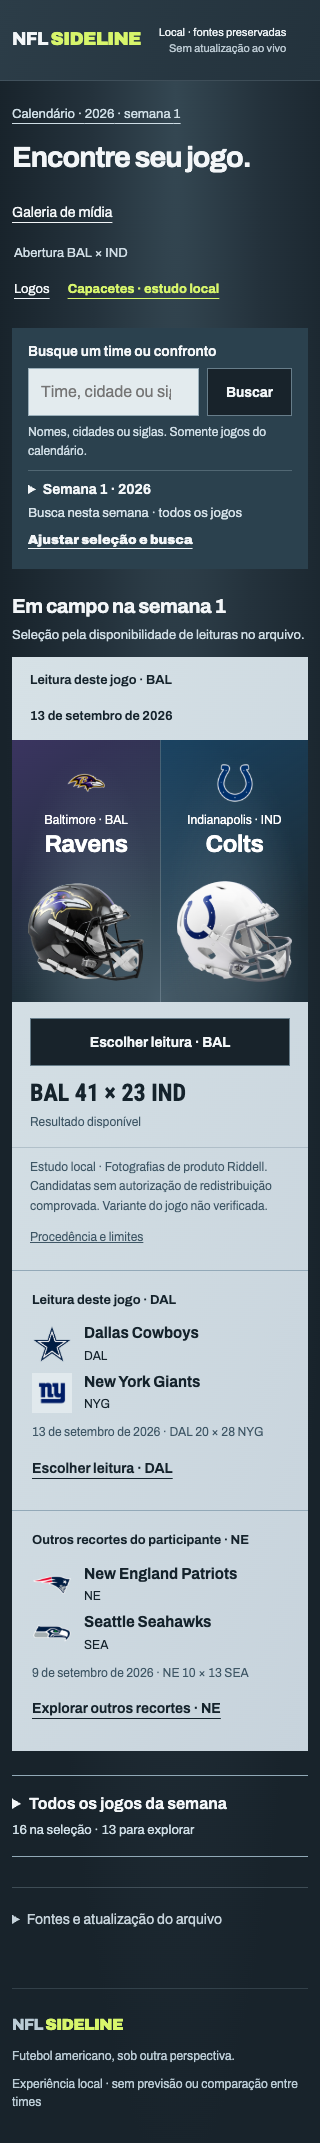 NFL SIDELINE
Local · fontes preservadas
Sem atualização ao vivo
Calendário · 2026 · semana 1
Encontre seu jogo.
Galeria de mídia
Abertura BAL × IND
Logos Capacetes · estudo local
Busque um time ou confronto
Time, cidade ou sig
Buscar
Nomes, cidades ou siglas. Somente jogos do
calendário.
Semana 1 · 2026
Busca nesta semana · todos os jogos
Ajustar seleção e busca
Em campo na semana 1
Seleção pela disponibilidade de leituras no arquivo.
Leitura deste jogo · BAL
13 de setembro de 2026
Baltimore · BAL
Ravens
Indianapolis · IND
Colts
Escolher leitura · BAL
BAL 41 × 23 IND
Resultado disponível
Estudo local · Fotografias de produto Riddell.
Candidatas sem autorização de redistribuição
comprovada. Variante do jogo não verificada.
Procedência e limites
Leitura deste jogo · DAL
Dallas Cowboys
DAL
ny
New York Giants
NYG
13 de setembro de 2026 · DAL 20 × 28 NYG
Escolher leitura · DAL
Outros recortes do participante · NE
New England Patriots
NE
Seattle Seahawks
SEA
9 de setembro de 2026 · NE 10 × 13 SEA
Explorar outros recortes · NE
Todos os jogos da semana
16 na seleção · 13 para explorar
Fontes e atualização do arquivo
NFL SIDELINE
Futebol americano, sob outra perspectiva.
Experiência local · sem previsão ou comparação entre
times